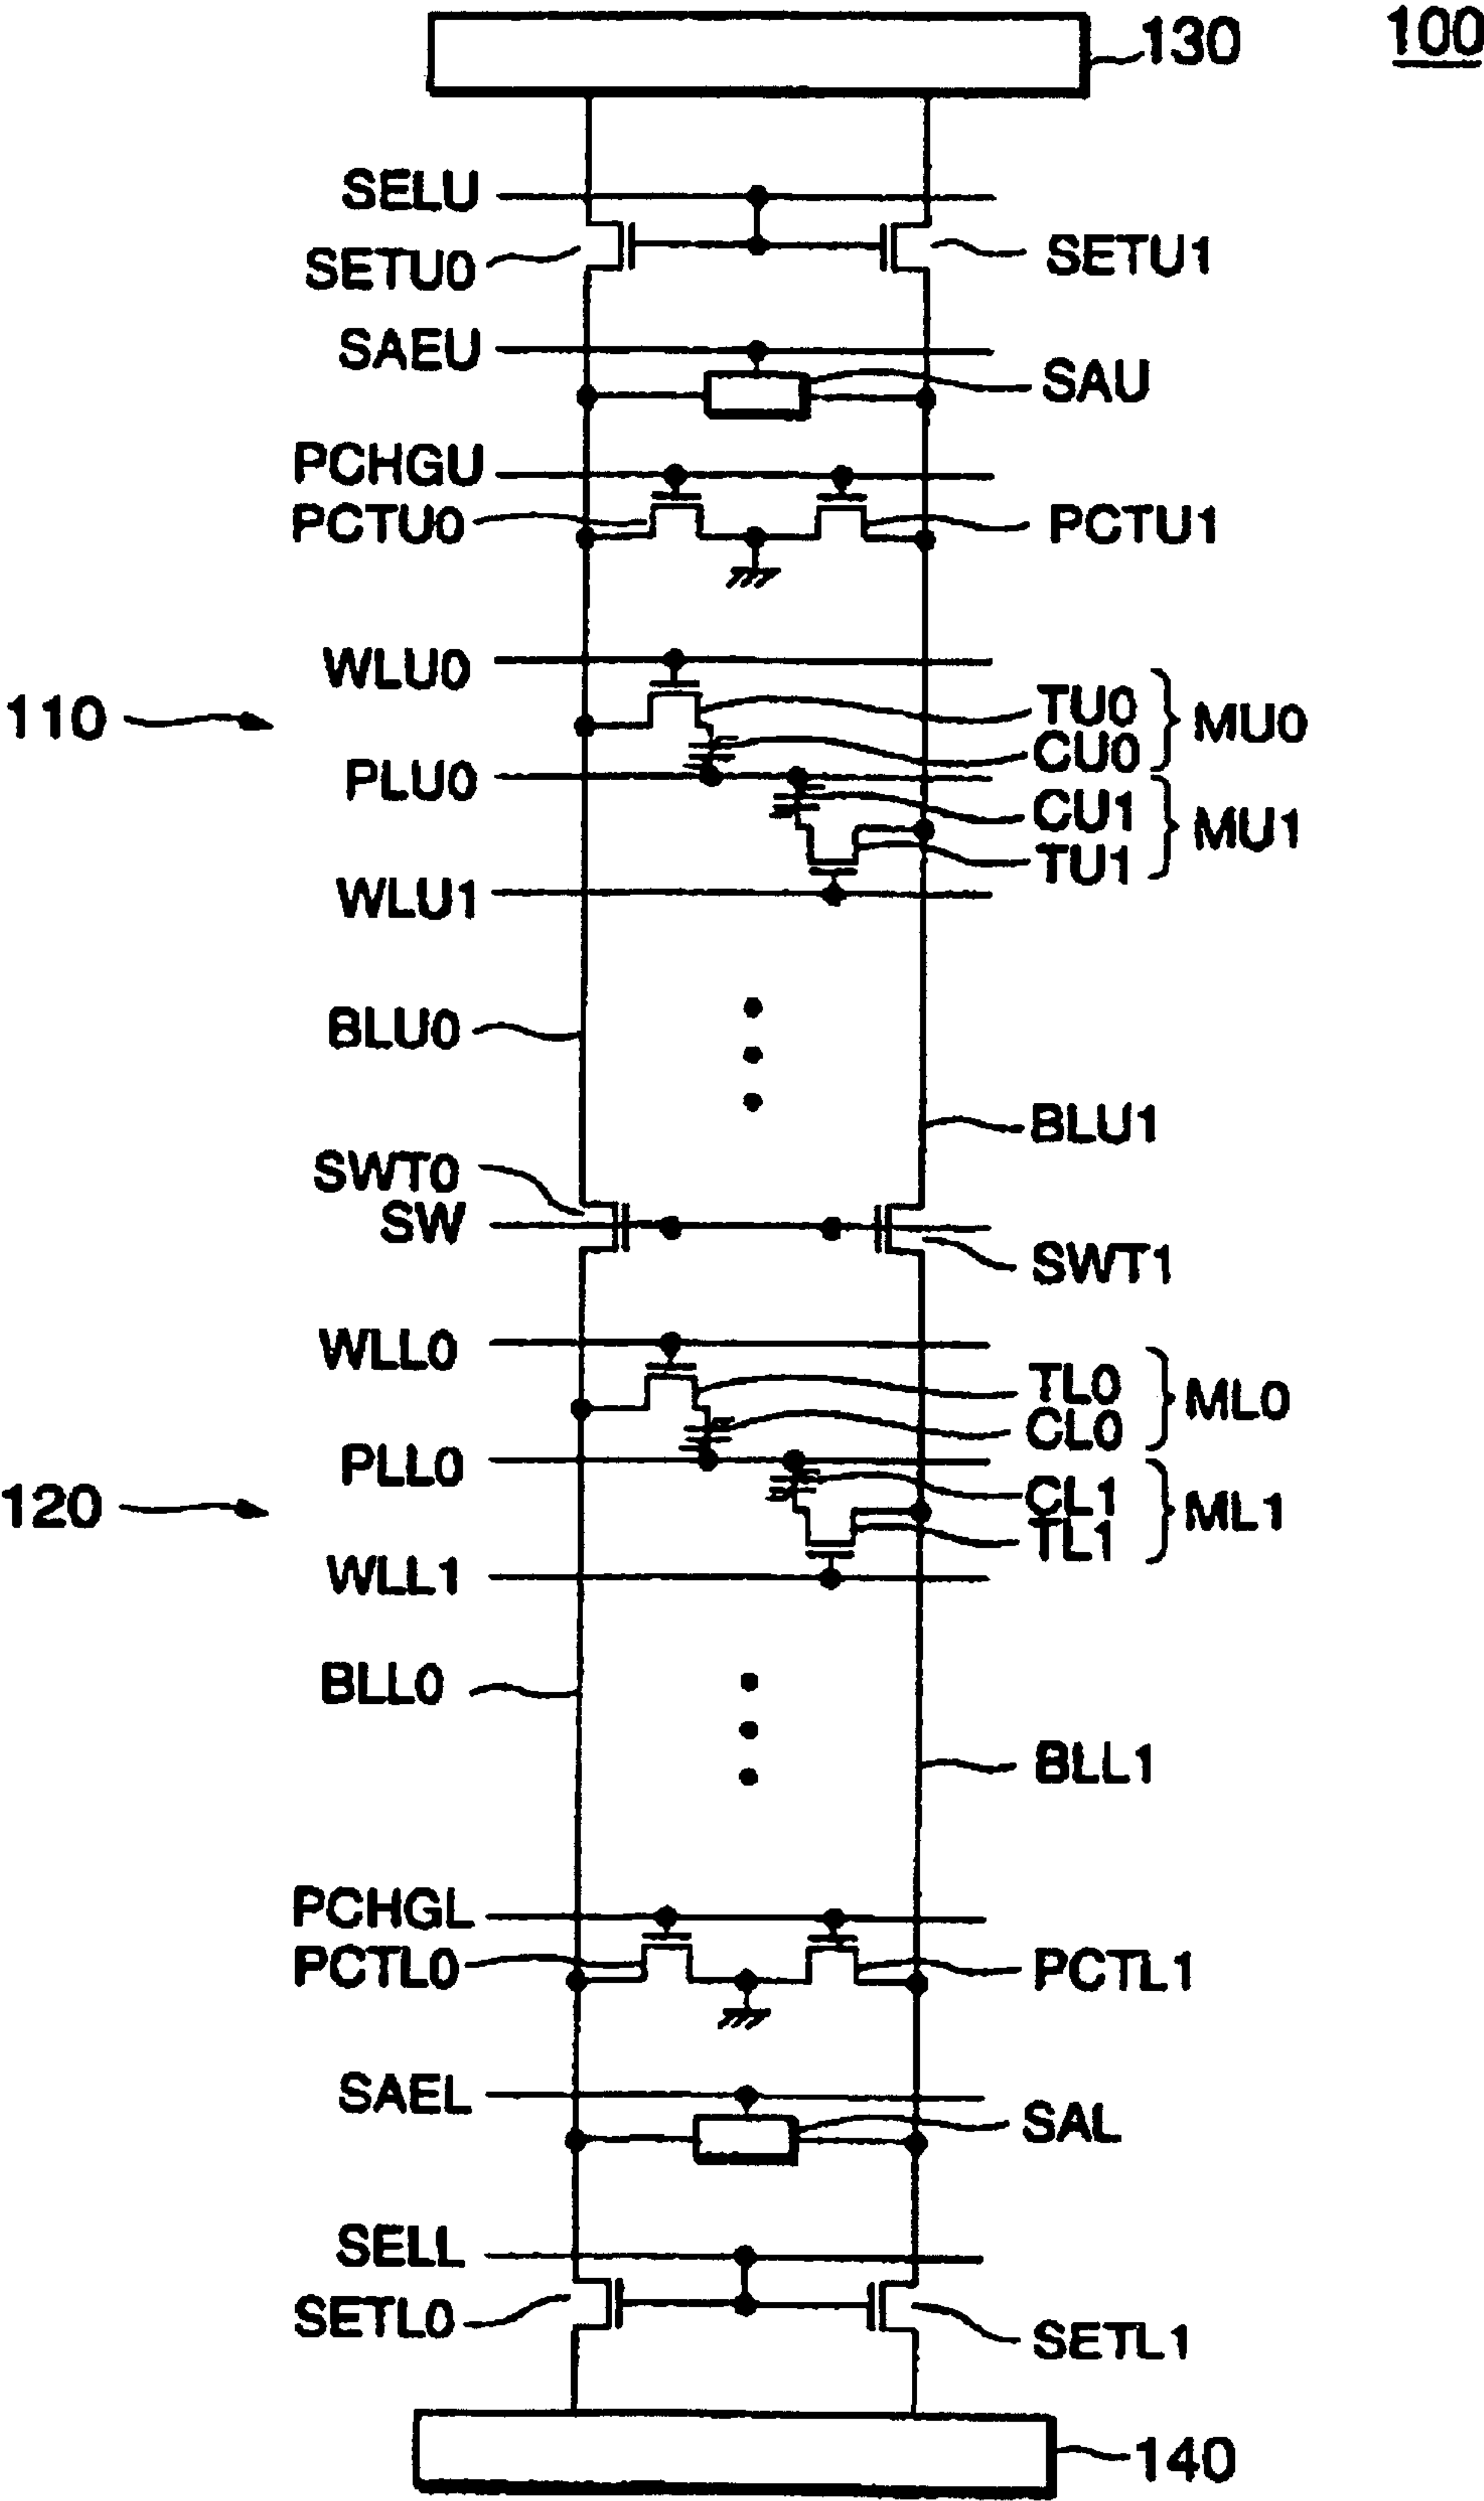 130 100
SELU
SETU0 SETU1
SAEU
SAU
PCHGU
PCTU0 PCTU1
WLU0
110 TU0 MU0
CU0
PLU0
CU1 MU1
TU1
WLU1
BLU0
BLU1
SWT0
SW
SWT1
WLL0
TL0 ML0
CL0
PLL0
120 CL1 ML1
TL1
WLL1
BLL0
BLL1
PCHGL
PCTL0 PCTL1
SAEL
SAL
SELL
SETL0 SETL1
140